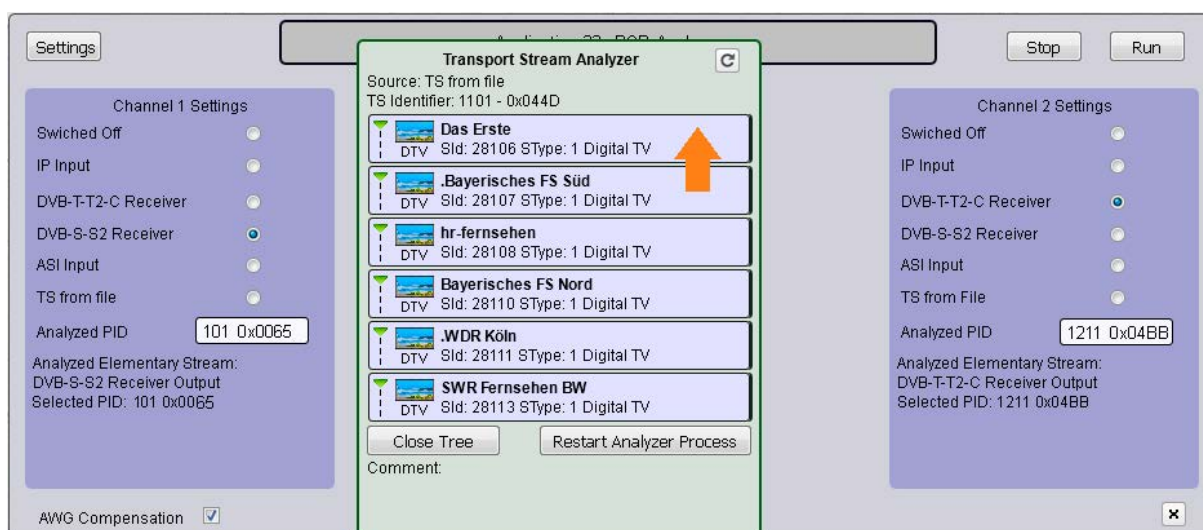 Settings
Stop
Run
Channel 1 Settings
Swiched Off
IP Input
DVB-T-T2-C Receiver
DVB-S-S2 Receiver
ASI Input
TS from file
Analyzed PID
101 0x0065
Analyzed Elementary Stream:
DVB-S-S2 Receiver Output
Selected PID: 101 0x0065
AWG Compensation
Transport Stream Analyzer
Source: TS from file
TS Identifier: 1101 - 0x044D
Das Erste
DTV SId: 28106 SType: 1 Digital TV
.Bayerisches FS Süd
DTV SId: 28107 SType: 1 Digital TV
hr-fernsehen
DTV SId: 28108 SType: 1 Digital TV
Bayerisches FS Nord
DTV SId: 28110 SType: 1 Digital TV
.WDR Köln
DTV SId: 28111 SType: 1 Digital TV
SWR Fernsehen BW
DTV SId: 28113 SType: 1 Digital TV
Close Tree
Restart Analyzer Process
Comment:
Channel 2 Settings
Swiched Off
IP Input
DVB-T-T2-C Receiver
DVB-S-S2 Receiver
ASI Input
TS from File
Analyzed PID
1211 0x04BB
Analyzed Elementary Stream:
DVB-T-T2-C Receiver Output
Selected PID: 1211 0x04BB